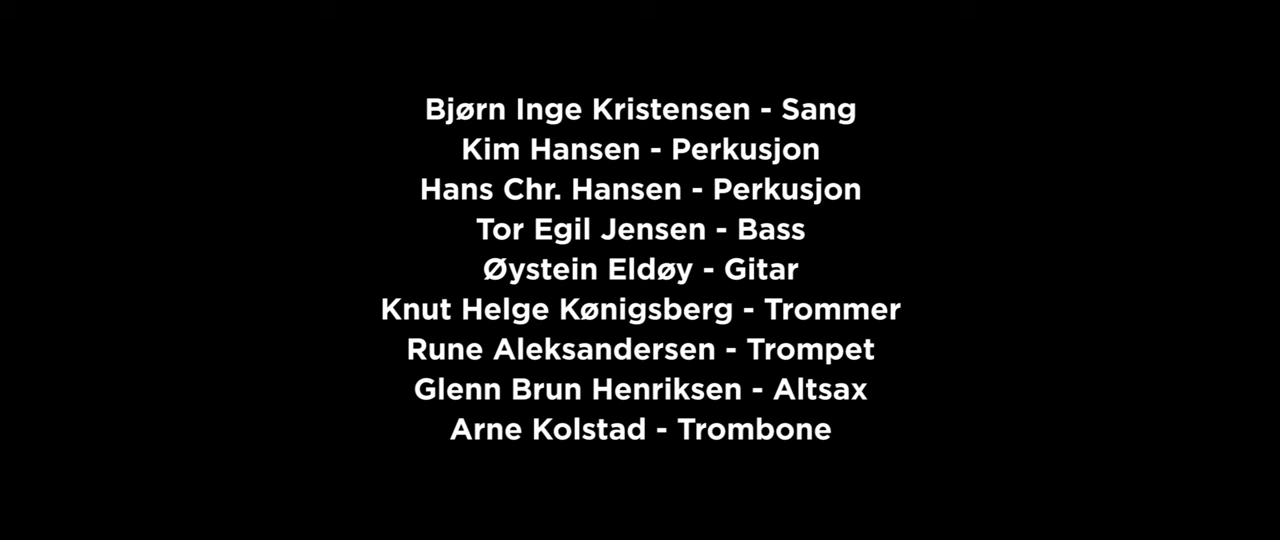 Bjørn Inge Kristensen - Sang
Kim Hansen - Perkusjon
Hans Chr. Hansen - Perkusjon
Tor Egil Jensen - Bass
Øystein Eldøy - Gitar
Knut Helge Kønigsberg - Trommer
Rune Aleksandersen - Trompet
Glenn Brun Henriksen - Altsax
Arne Kolstad - Trombone